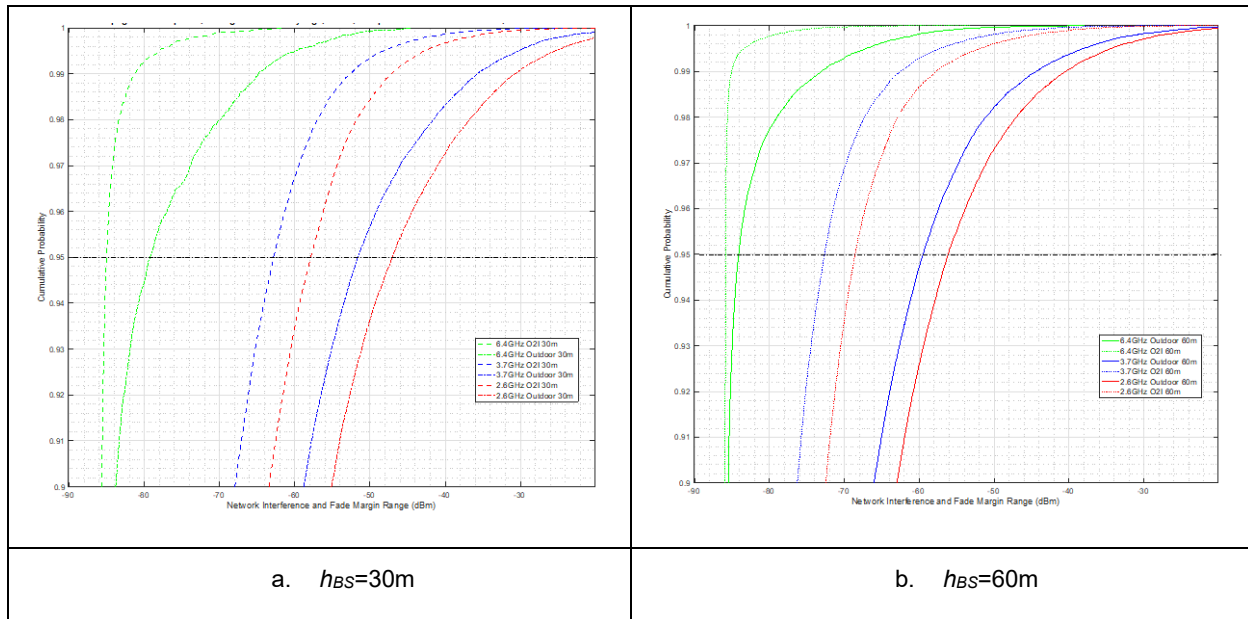 1
0.99
0.98
0.97
0.96
0.95
0.94
0.93
0.92
0.91
0.9
Cumulative Probability
6.4GHz O2I 30m
6.4GHz Outdoor 30m
3.7GHz O2I 30m
3.7GHz Outdoor 30m
2.6GHz O2I 30m
2.6GHz Outdoor 30m
-90 -80 -70 -60 -50 -40 -30
Network Interference and Fade Margin Range (dBm)
1
0.99
0.98
0.97
0.96
0.95
0.94
0.93
0.92
0.91
0.9
Cumulative Probability
6.4GHz Outdoor 60m
6.4GHz O2I 60m
3.7GHz Outdoor 60m
3.7GHz O2I 60m
2.6GHz Outdoor 60m
2.6GHz O2I 60m
-90 -80 -70 -60 -50 -40 -30
Network Interference and Fade Margin Range (dBm)
a. hBS=30m
b. hBS=60m